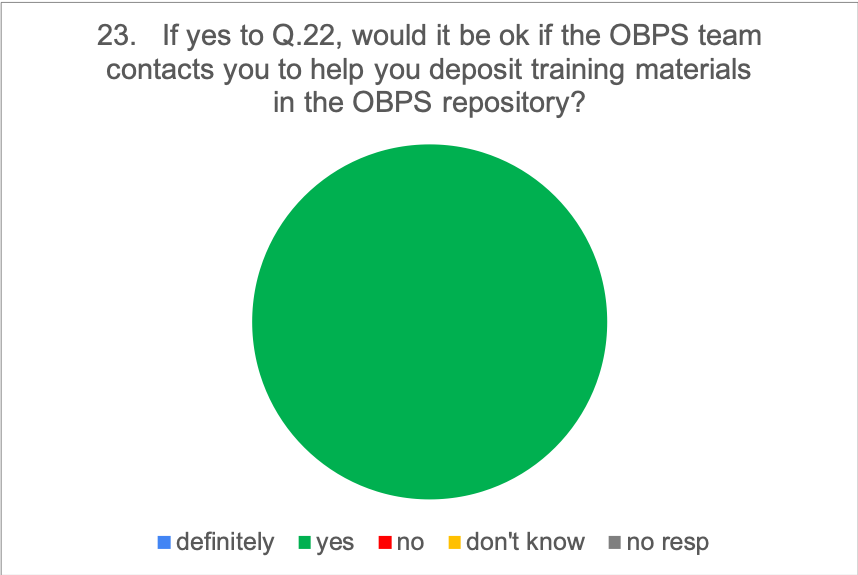 23. If yes to Q.22, would it be ok if the OBPS team
contacts you to help you deposit training materials
in the OBPS repository?
definitely yes no don't know no resp